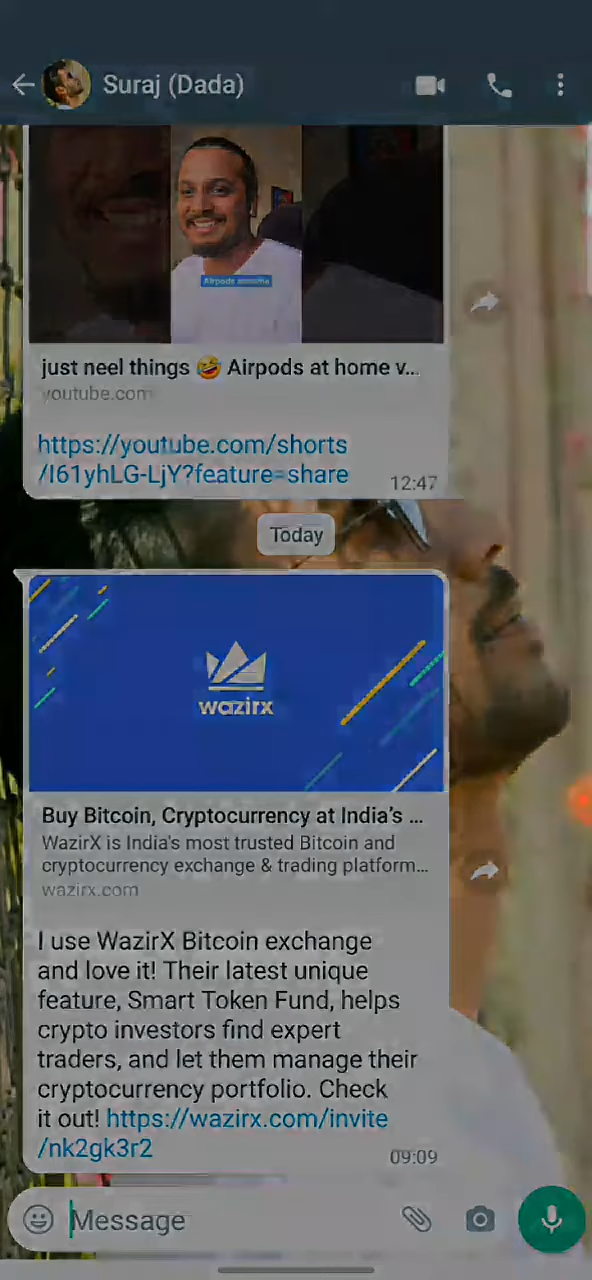 Suraj (Dada)
just neel things 🤣 Airpods at home v...
youtube.com
https://youtube.com/shorts
/I61yhLG-LjY?feature=share
12:47
Today
wazirx
Buy Bitcoin, Cryptocurrency at India's ...
WazirX is India's most trusted Bitcoin and
cryptocurrency exchange & trading platform...
wazirx.com
I use WazirX Bitcoin exchange
and love it! Their latest unique
feature, Smart Token Fund, helps
crypto investors find expert
traders, and let them manage their
cryptocurrency portfolio. Check
it out! https://wazirx.com/invite
/nk2gk3r2
09:09
Message